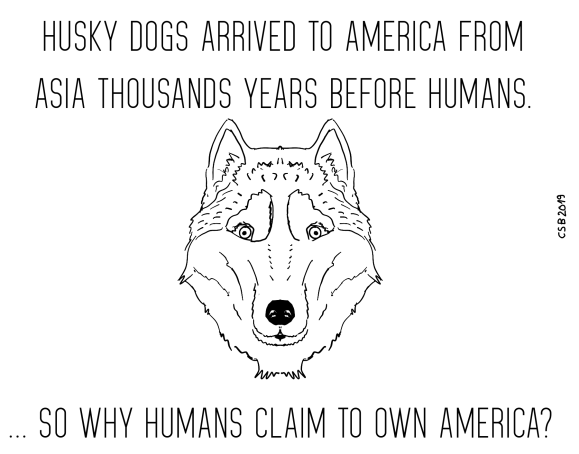 HUSKY DOGS ARRIVED TO AMERICA FROM
ASIA THOUSANDS YEARS BEFORE HUMANS.
CSB2019
... SO WHY HUMANS CLAIM TO OWN AMERICA?